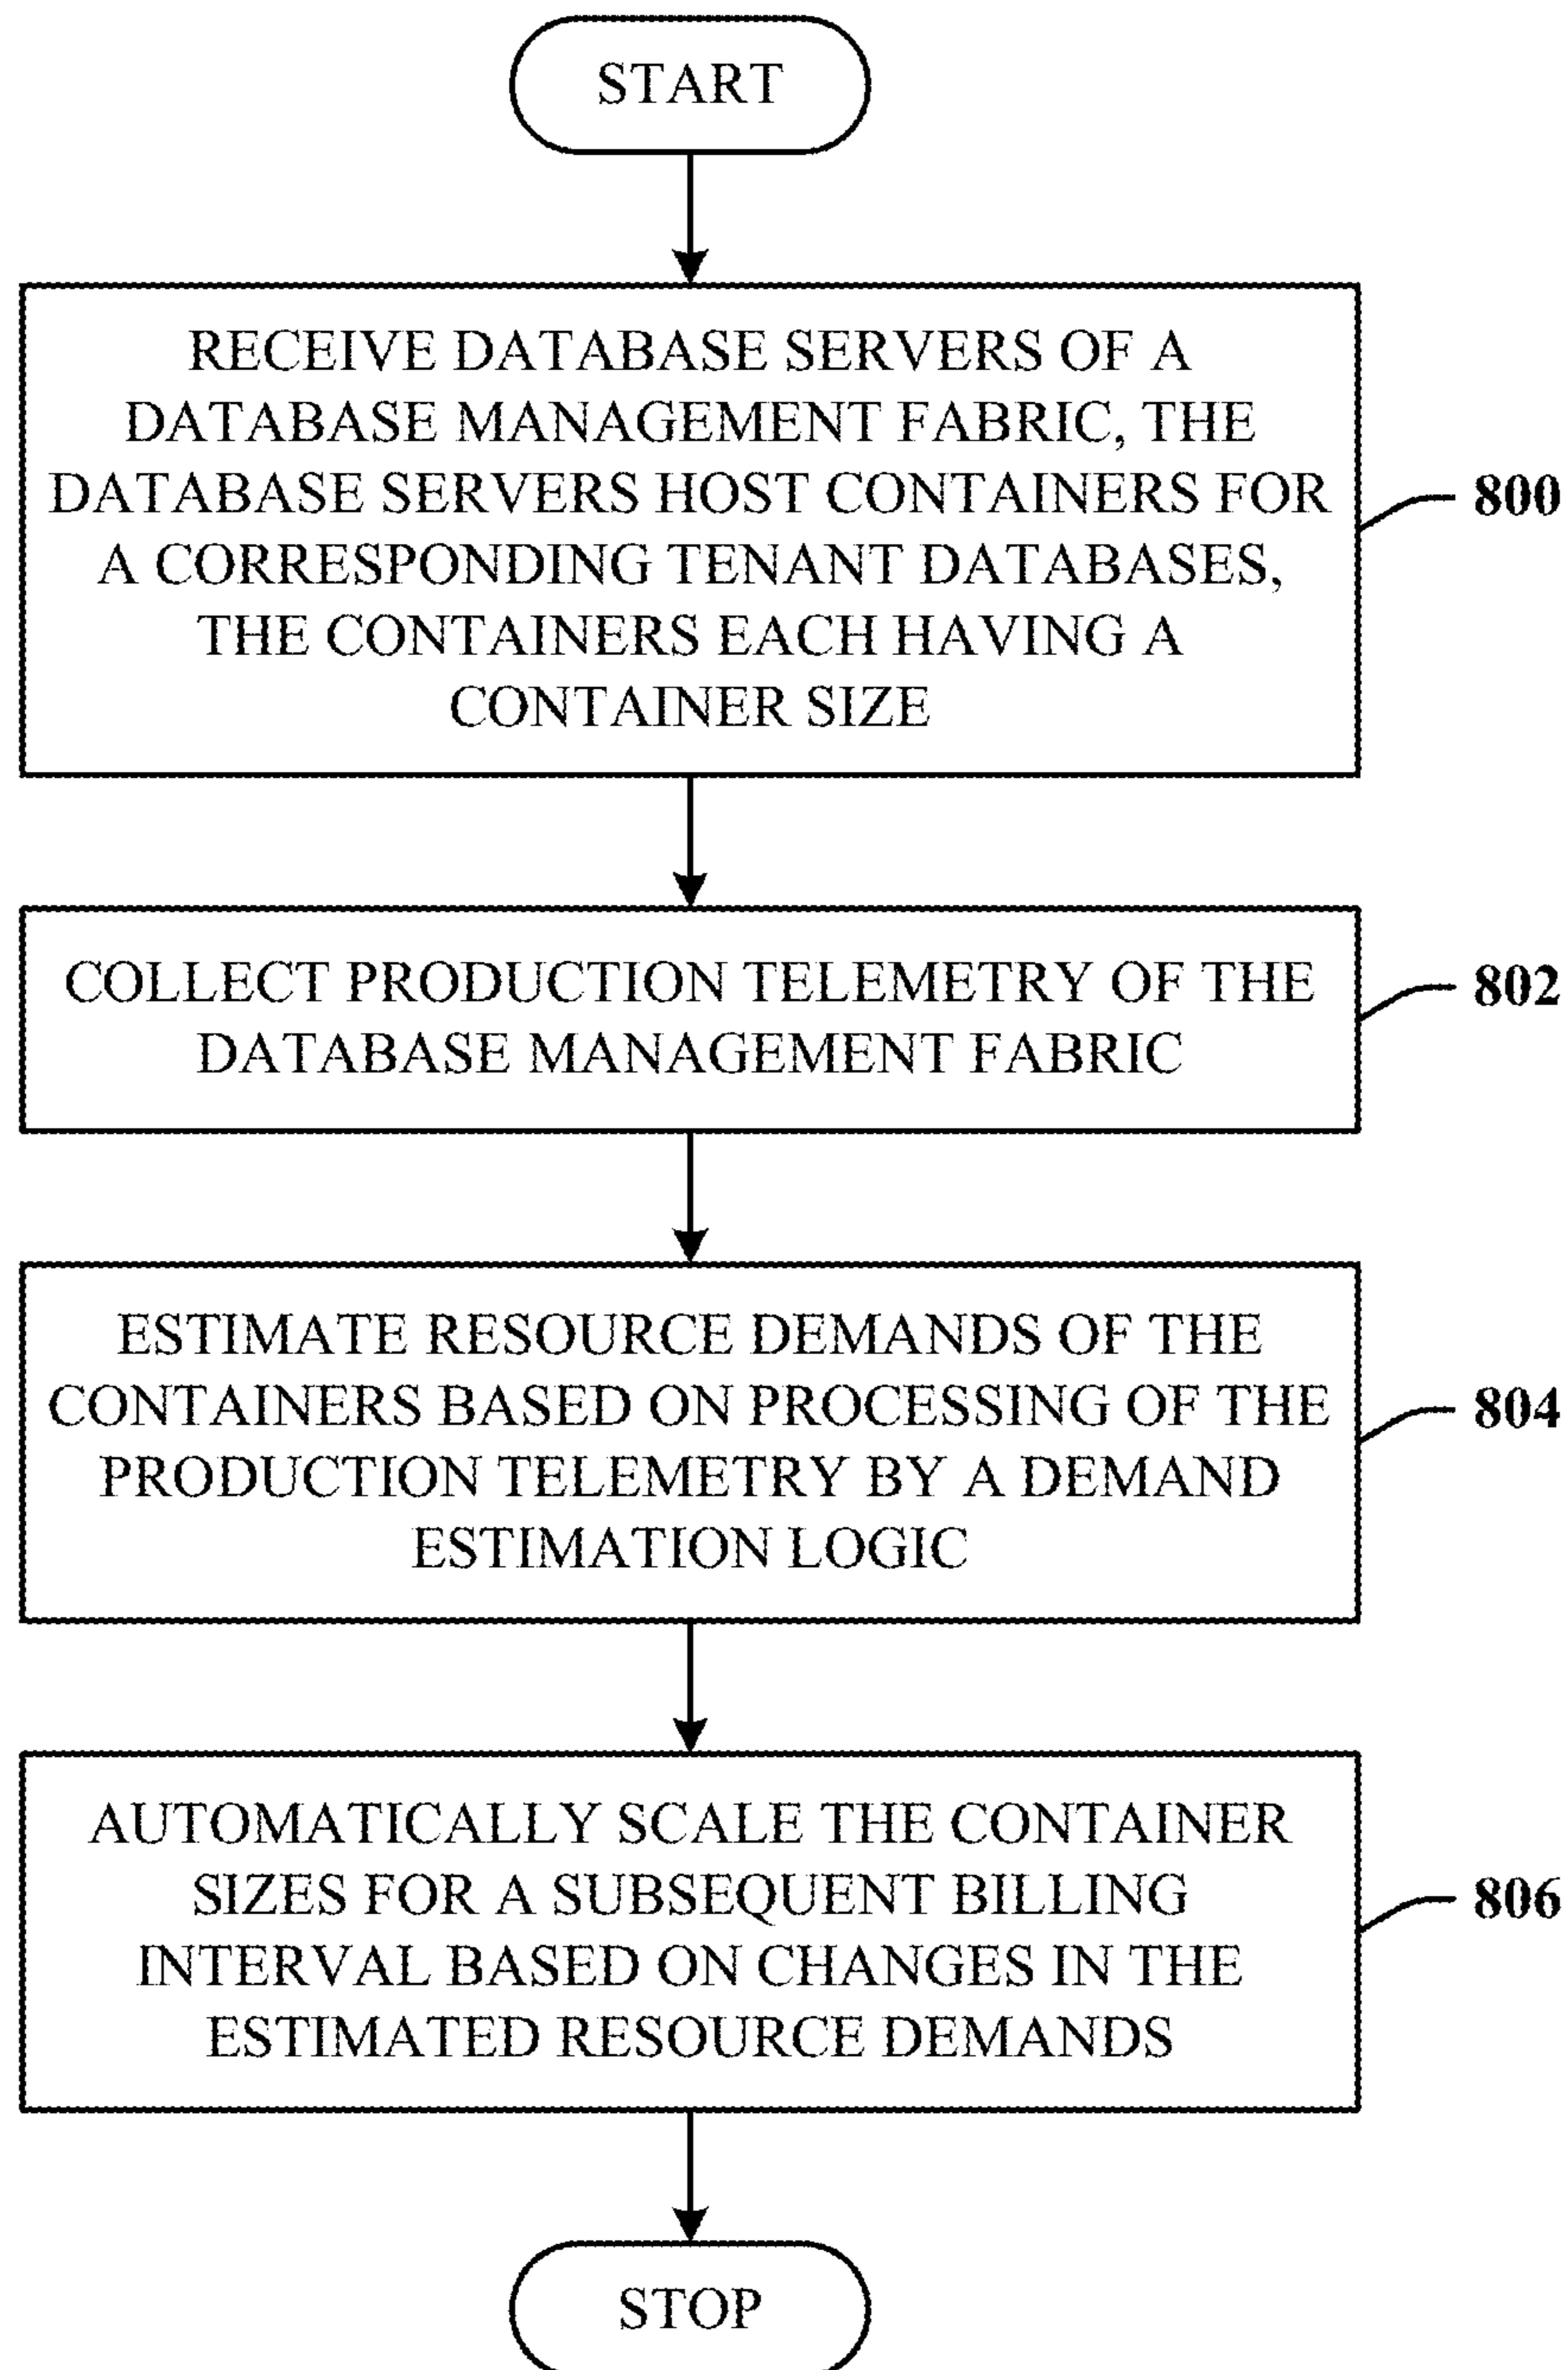 START
RECEIVE DATABASE SERVERS OF A
DATABASE MANAGEMENT FABRIC, THE
DATABASE SERVERS HOST CONTAINERS FOR
A CORRESPONDING TENANT DATABASES,
THE CONTAINERS EACH HAVING A
CONTAINER SIZE
800
COLLECT PRODUCTION TELEMETRY OF THE
DATABASE MANAGEMENT FABRIC
802
ESTIMATE RESOURCE DEMANDS OF THE
CONTAINERS BASED ON PROCESSING OF THE
PRODUCTION TELEMETRY BY A DEMAND
ESTIMATION LOGIC
804
AUTOMATICALLY SCALE THE CONTAINER
SIZES FOR A SUBSEQUENT BILLING
INTERVAL BASED ON CHANGES IN THE
ESTIMATED RESOURCE DEMANDS
806
STOP